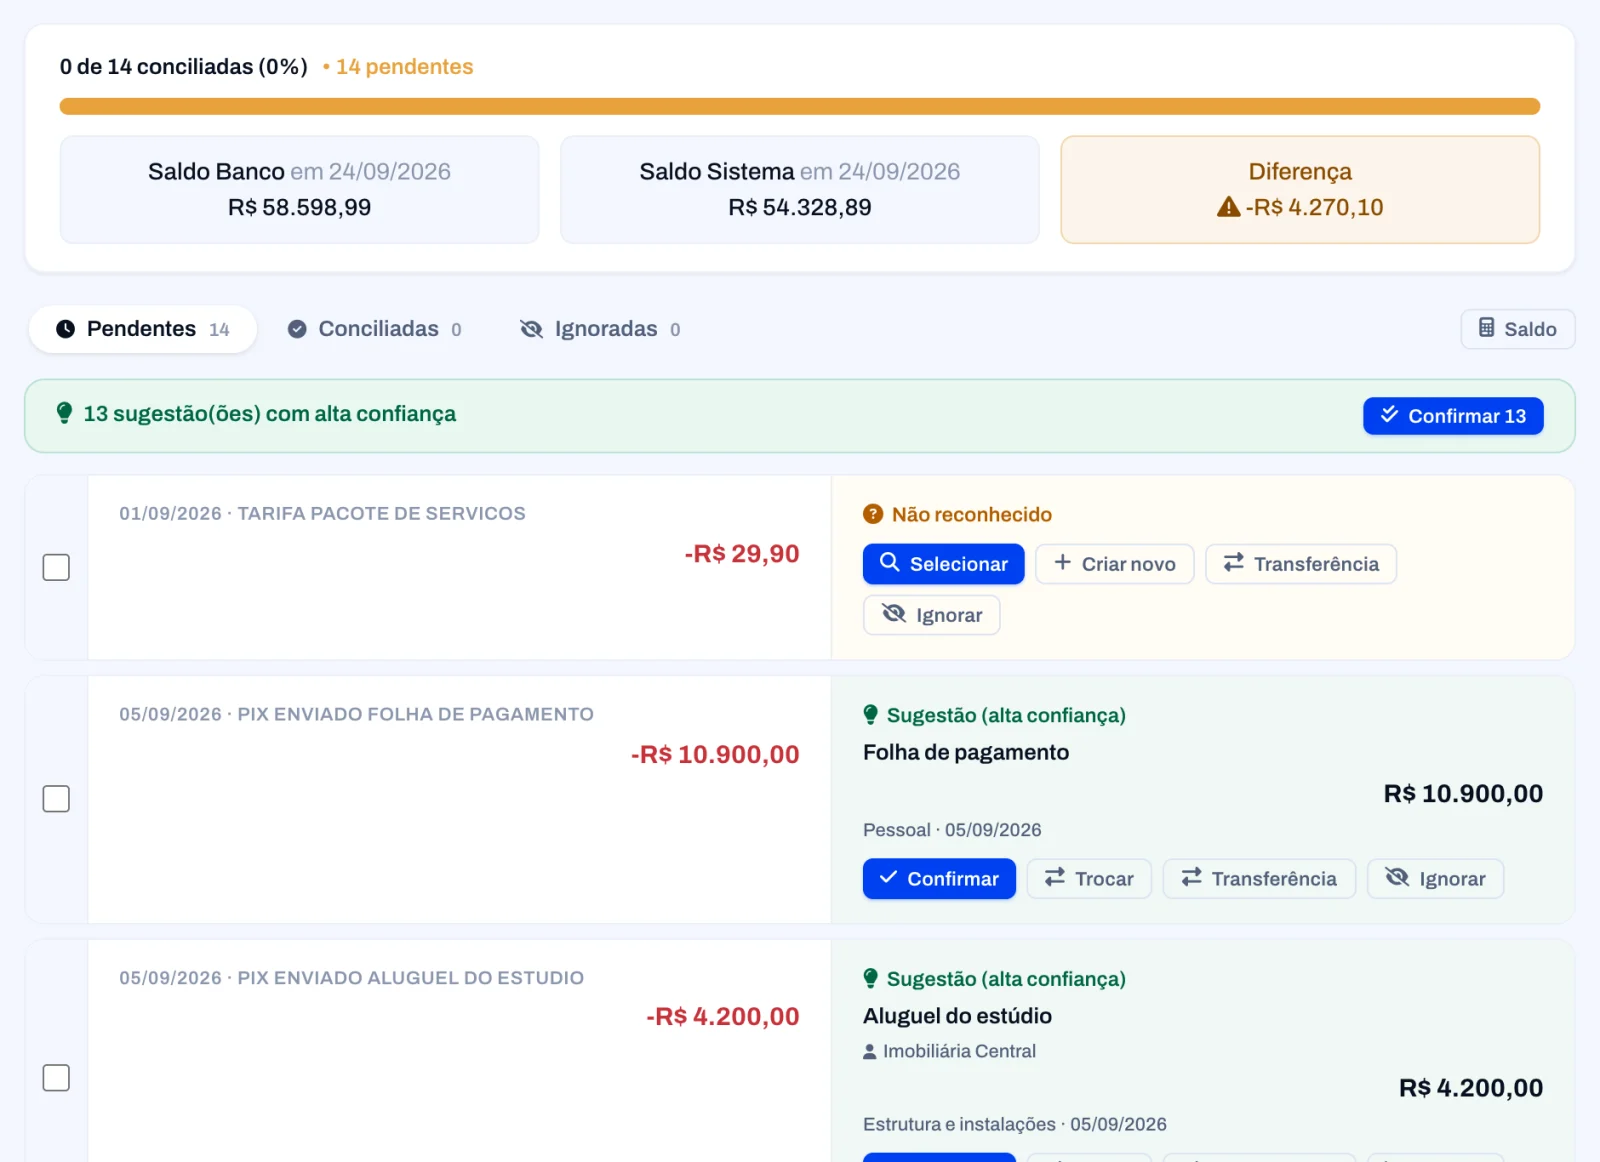 0 de 14 conciliadas (0%) • 14 pendentes
Saldo Banco em 24/09/2026
R$ 58.598,99
Saldo Sistema em 24/09/2026
R$ 54.328,89
Diferença
-R$ 4.270,10
Pendentes 14
Conciliadas 0
Ignoradas 0
Saldo
13 sugestão(ões) com alta confiança
Confirmar 13
01/09/2026 · TARIFA PACOTE DE SERVICOS
-R$ 29,90
Não reconhecido
Selecionar
Criar novo
Transferência
Ignorar
05/09/2026 · PIX ENVIADO FOLHA DE PAGAMENTO
-R$ 10.900,00
Sugestão (alta confiança)
Folha de pagamento
R$ 10.900,00
Pessoal · 05/09/2026
Confirmar
Trocar
Transferência
Ignorar
05/09/2026 · PIX ENVIADO ALUGUEL DO ESTUDIO
-R$ 4.200,00
Sugestão (alta confiança)
Aluguel do estúdio
Imobiliária Central
R$ 4.200,00
Estrutura e instalações · 05/09/2026